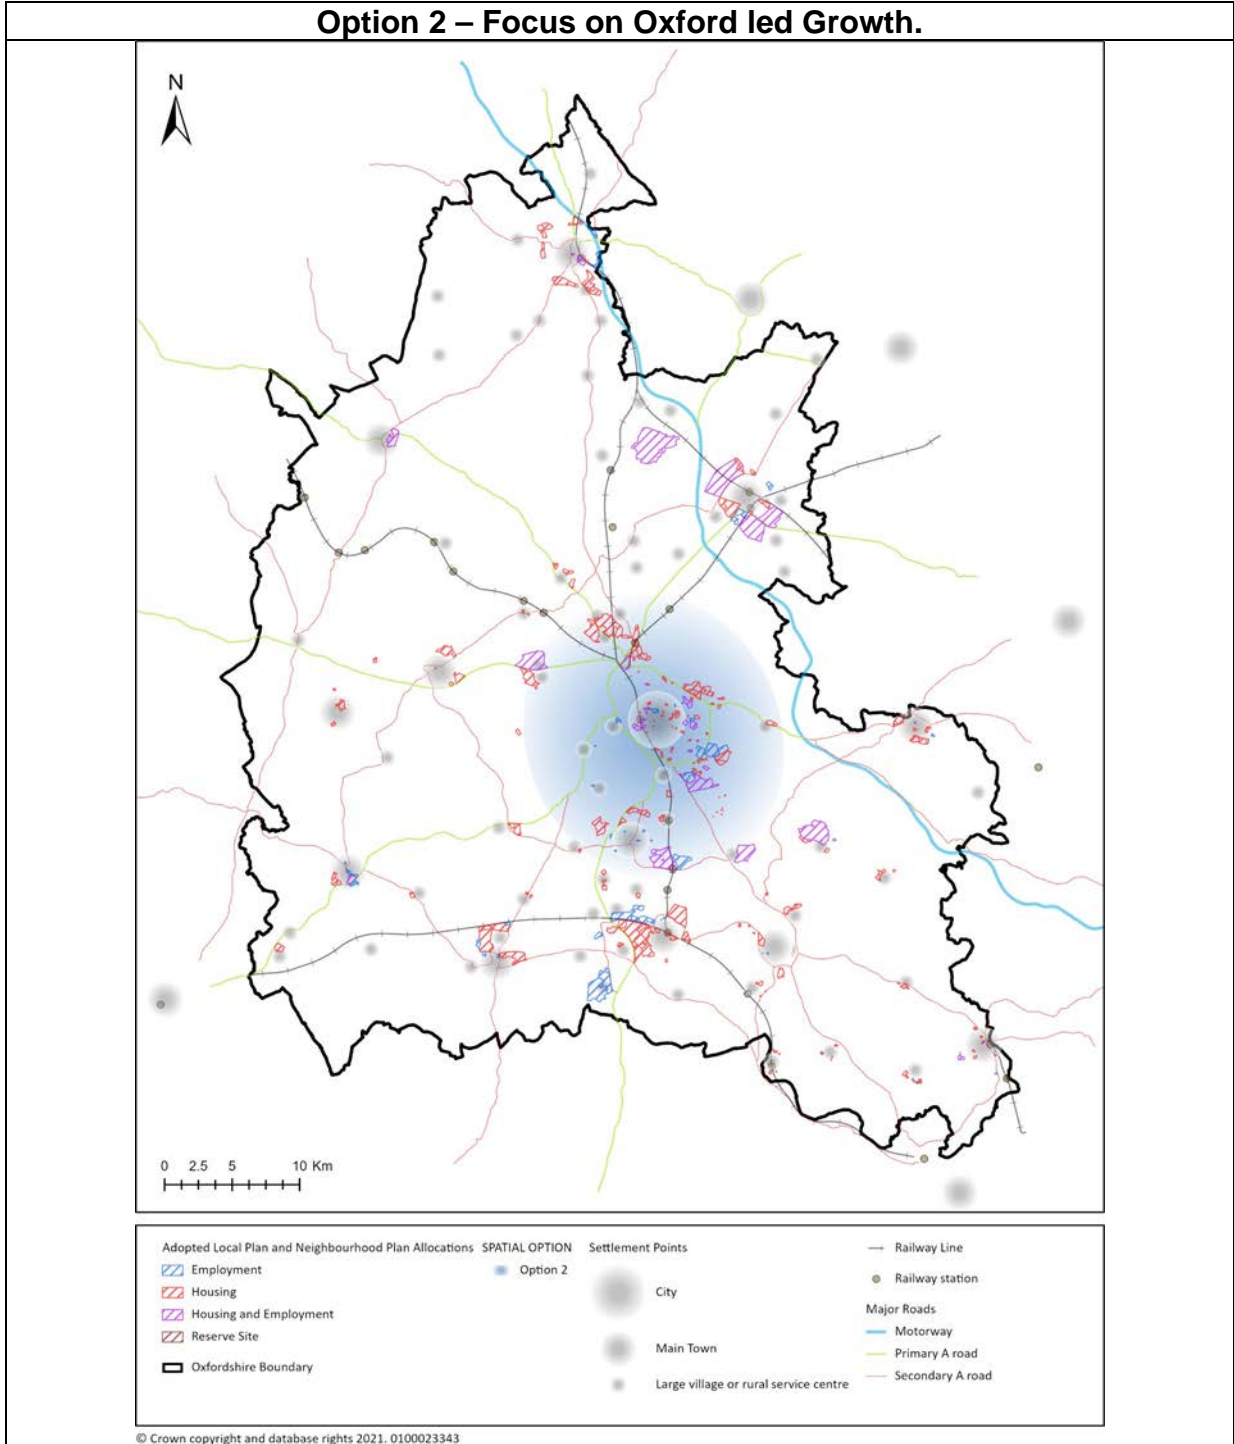 Option 2 – Focus on Oxford led Growth.
N
0 2.5 5 10 Km
Adopted Local Plan and Neighbourhood Plan Allocations
Employment
Housing
Housing and Employment
Reserve Site
Oxfordshire Boundary
SPATIAL OPTION
Option 2
Settlement Points
City
Main Town
Large village or rural service centre
Railway Line
Railway station
Major Roads
Motorway
Primary A road
Secondary A road
© Crown copyright and database rights 2021. 0100023343